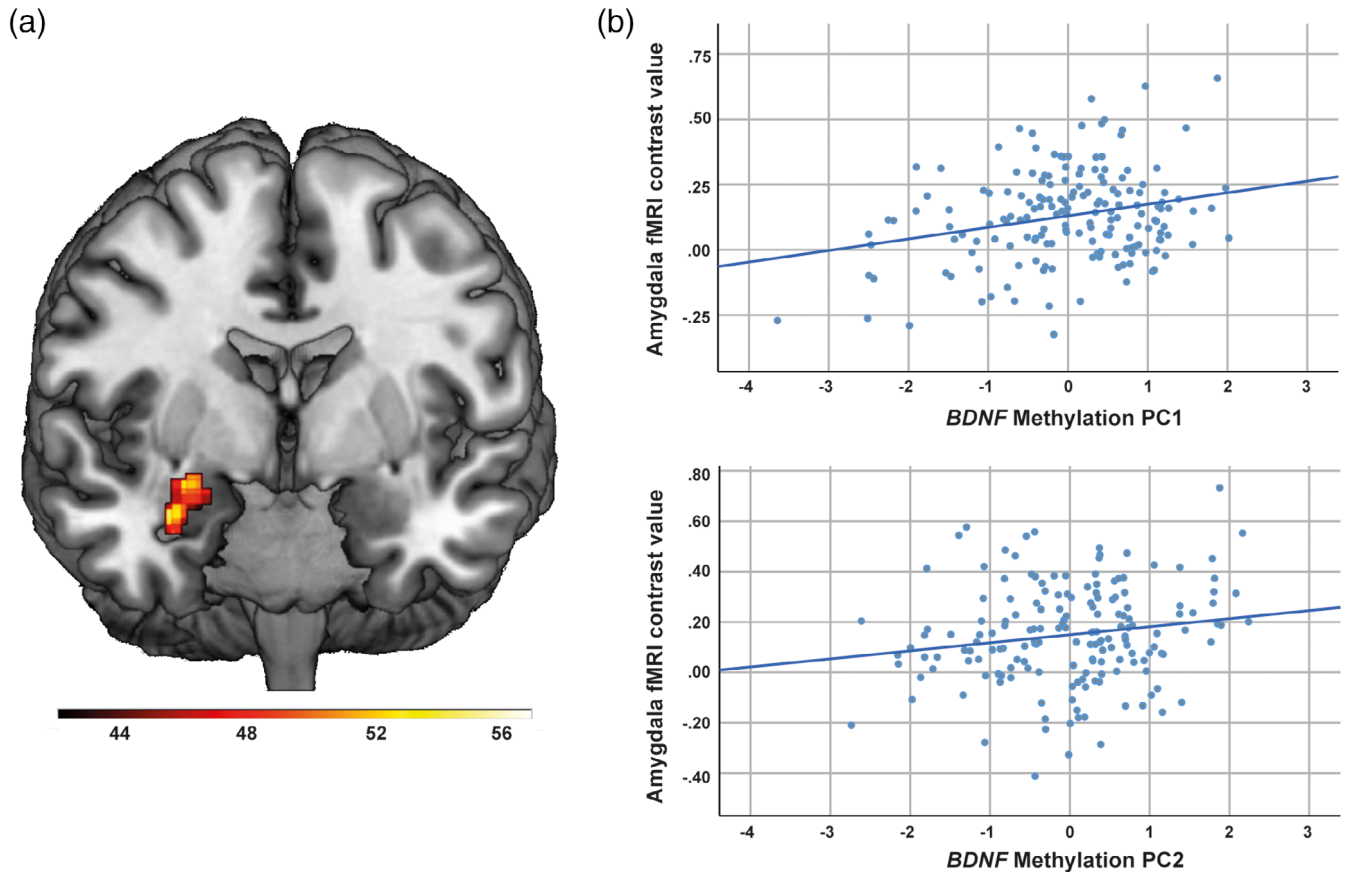 (a)
(b)
44 48 52 56
Amygdala fMRI contrast value
.75
.50
.25
.00
-.25
-4 -3 -2 -1 0 1 2 3
BDNF Methylation PC1
Amygdala fMRI contrast value
.80
.60
.40
.20
.00
-.20
-.40
-4 -3 -2 -1 0 1 2 3
BDNF Methylation PC2